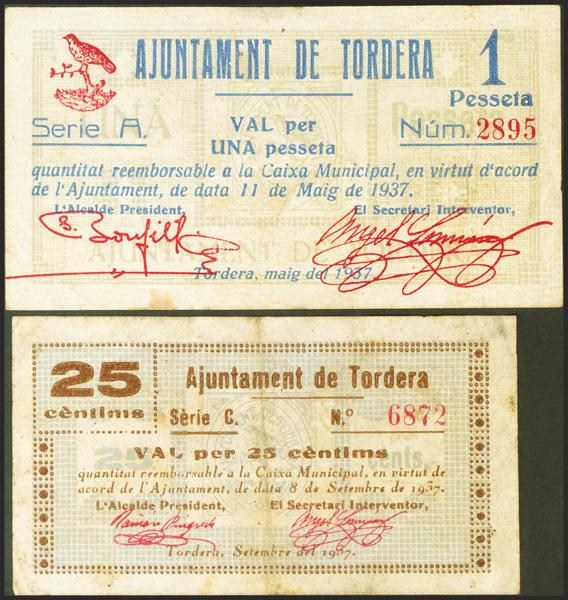 AJUNTAMENT DE TORDERA
1
Pesseta
Serie A.
VAL per
UNA pesseta
Núm. 2895
quantitat reemborsable a la Caixa Municipal, en virtut d'acord
de l'Ajuntament, de data 11 de Maig de 1937.
L'Alcalde President,
El Secretari Interventor,
Tordera, maig del 1937.
25
cèntims
Ajuntament de Tordera
Sèrie C.
N.º 6872
VAL per 25 cèntims
quantitat reemborsable a la Caixa Municipal, en virtut de
acord de l'Ajuntament, de data 8 de Setembre de 1937.
L'Alcalde President,
El Secretari Interventor,
Tordera, Setembre del 1937.